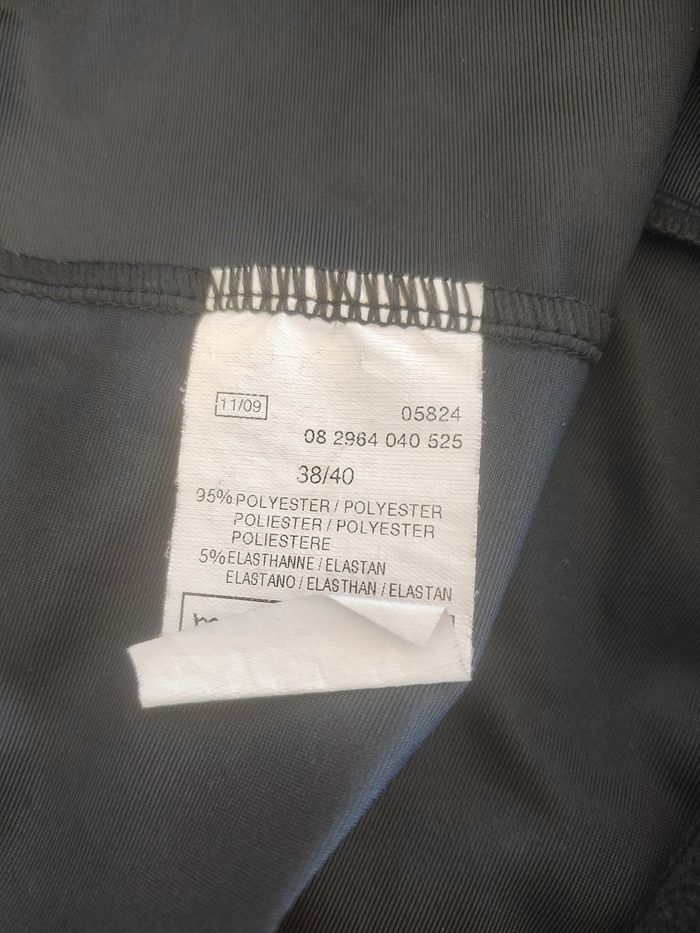 11/09 05824
08 2964 040 525
38/40
95% POLYESTER / POLYESTER
POLIESTER / POLYESTER
POLIESTERE
5% ELASTHANNE / ELASTAN
ELASTANO / ELASTHAN / ELASTAN